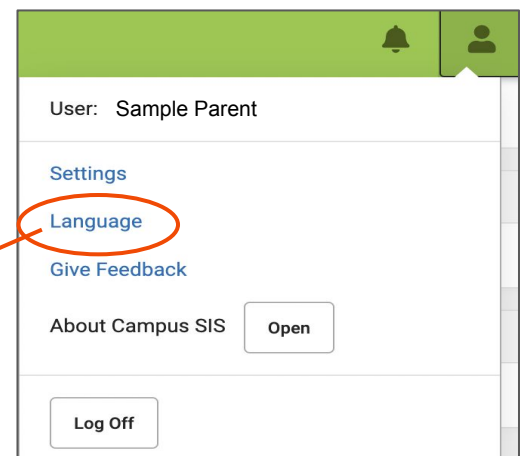 User: Sample Parent
Settings
Language
Give Feedback
About Campus SIS Open
Log Off